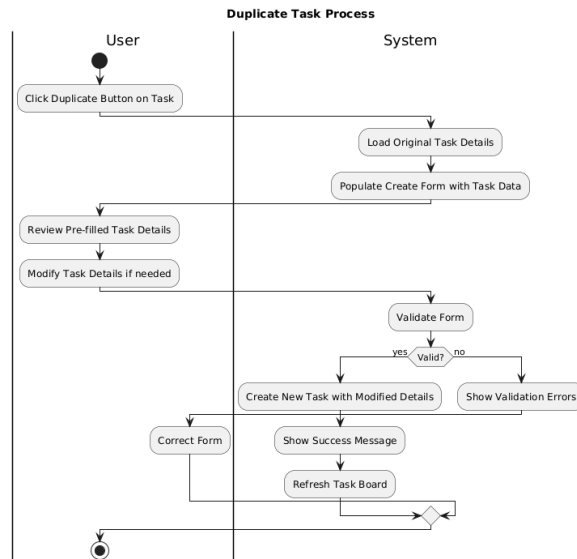 Duplicate Task Process
User
System
Click Duplicate Button on Task
Load Original Task Details
Populate Create Form with Task Data
Review Pre-filled Task Details
Modify Task Details if needed
Validate Form
yes
Valid?
no
Create New Task with Modified Details
Show Validation Errors
Correct Form
Show Success Message
Refresh Task Board